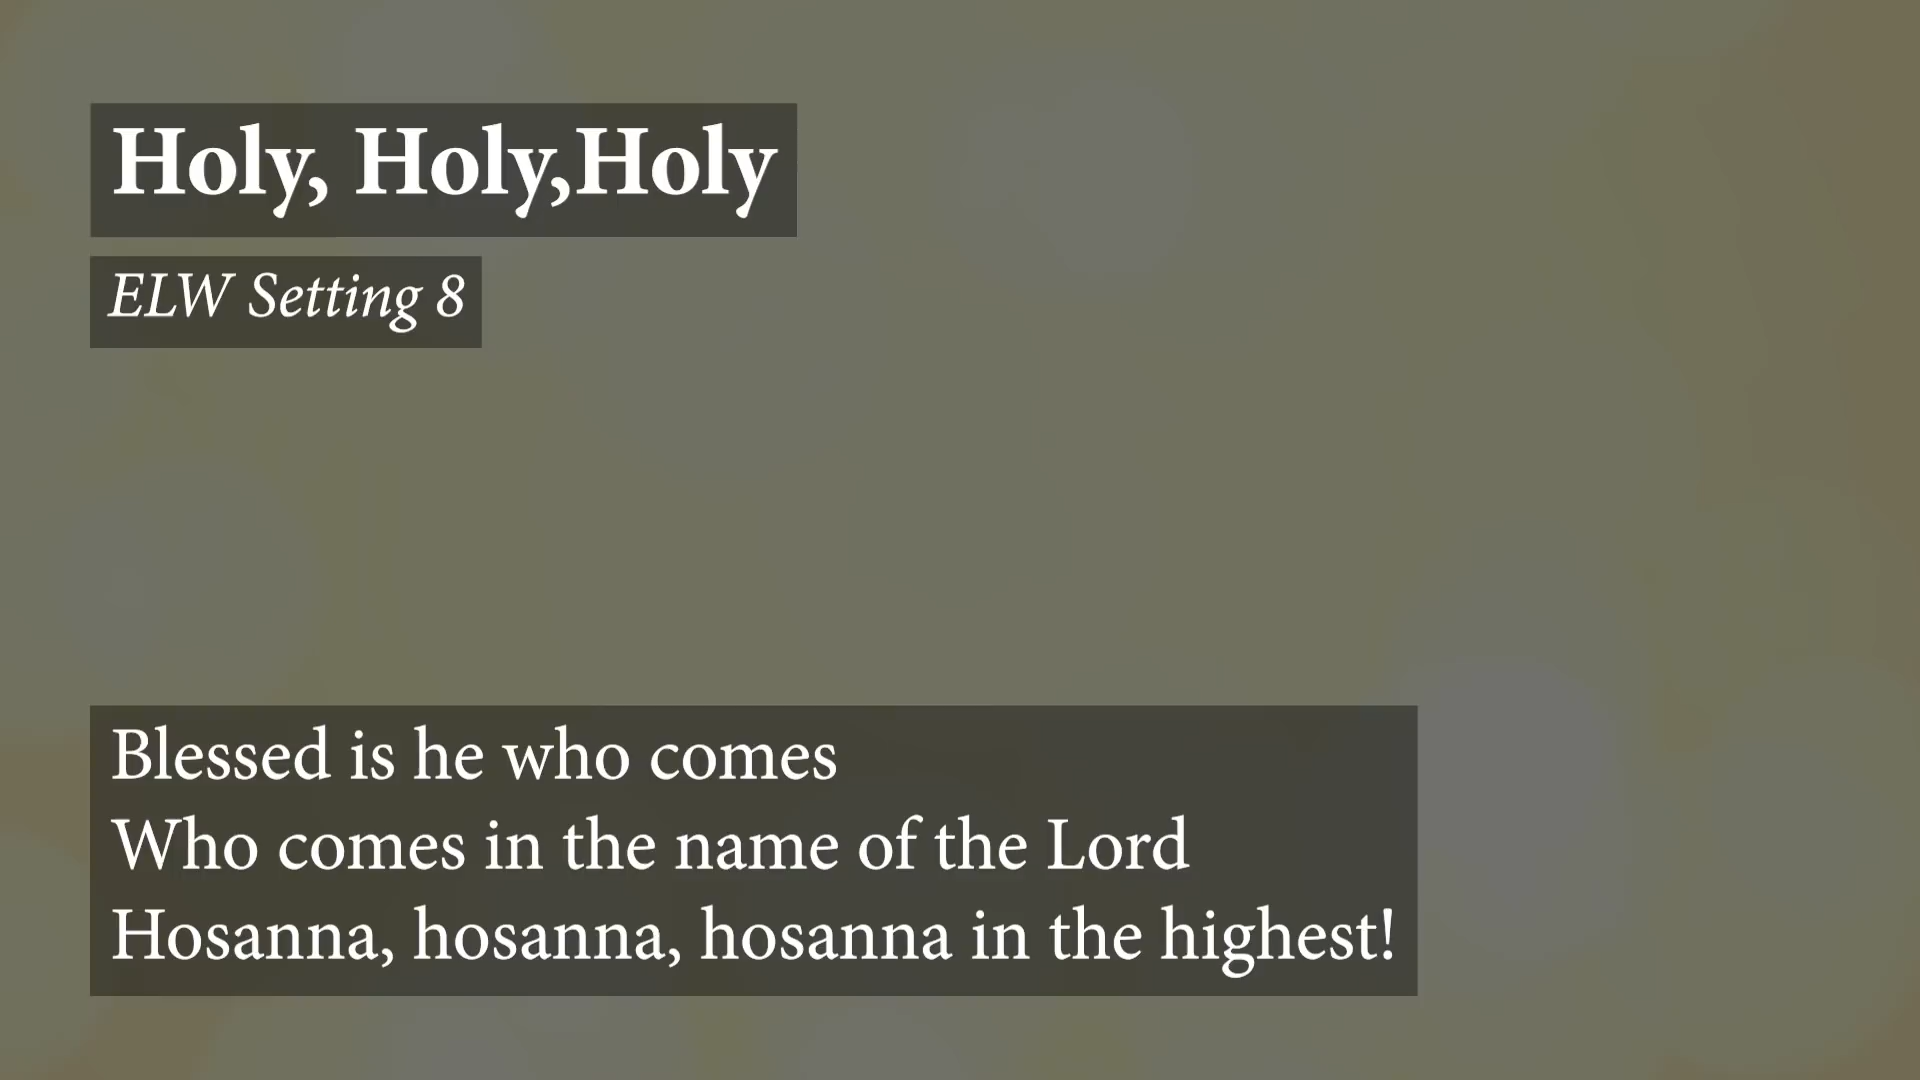 Holy, Holy,Holy
ELW Setting 8
Blessed is he who comes
Who comes in the name of the Lord
Hosanna, hosanna, hosanna in the highest!